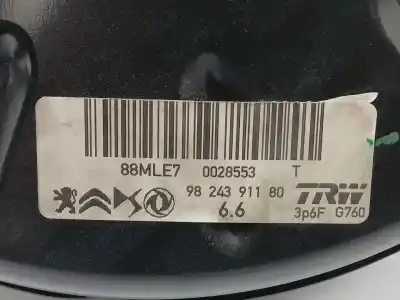 88MLE7 0028553 T
98 243 911 80 TRW
6.6 3p6F G760